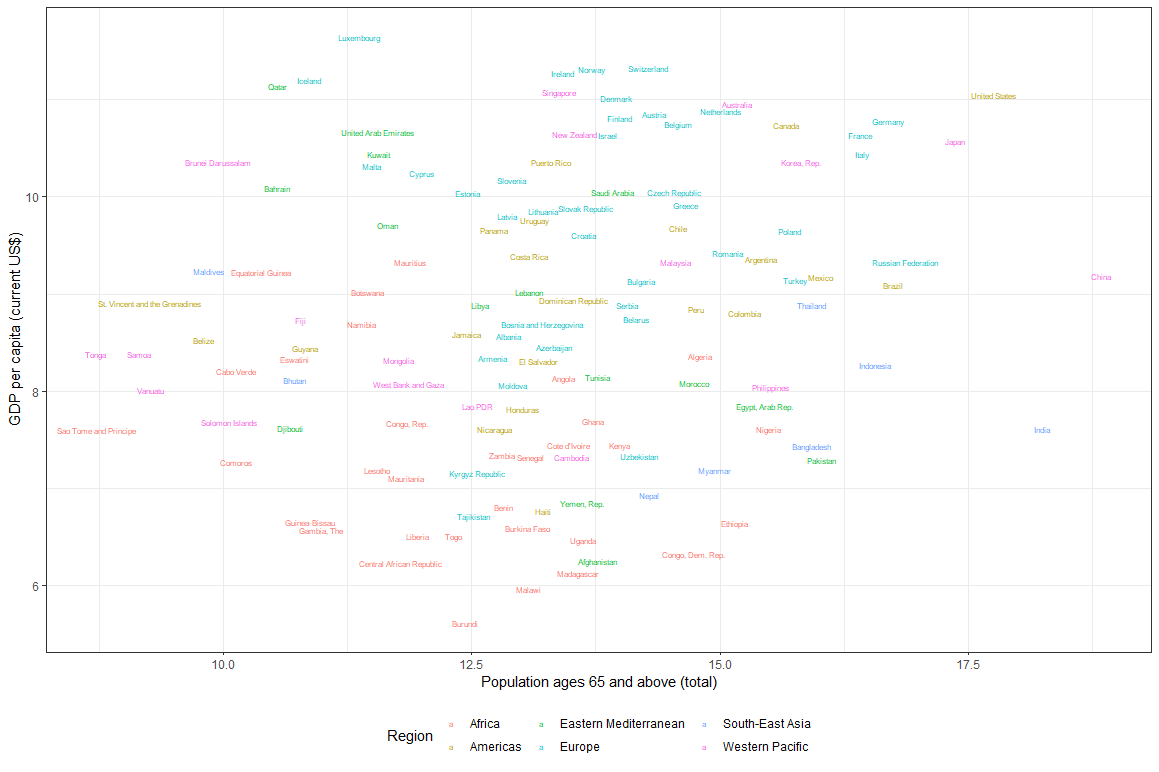 Luxembourg
Ireland Norway Switzerland
Iceland
Qatar
Singapore
Denmark
United States
Australia
Netherlands
Austria
Finland
Belgium
Canada
Germany
United Arab Emirates
New Zealand Israel
France
Japan
Kuwait
Italy
Brunei Darussalam
Malta
Puerto Rico
Korea, Rep.
Cyprus
Slovenia
Bahrain
10
Estonia
Saudi Arabia
Czech Republic
Greece
Lithuania Slovak Republic
Latvia
Uruguay
Oman
Panama
Chile
Croatia
Poland
Costa Rica
Romania
Argentina
Mauritius
Malaysia
Russian Federation
Maldives
Equatorial Guinea
China
Mexico
Bulgaria
Turkey
Brazil
Botswana
Lebanon
St. Vincent and the Grenadines
Dominican Republic
Libya
Serbia
Thailand
Peru
Colombia
Fiji
Namibia
Bosnia and Herzegovina
Belarus
Jamaica
Albania
Belize
Guyana
Azerbaijan
Tonga
Samoa
Eswatini
Mongolia
Armenia
El Salvador
Algeria
Indonesia
Cabo Verde
Bhutan
West Bank and Gaza
Moldova
Angola
Tunisia
Morocco
Philippines
8
Vanuatu
Lao PDR
Honduras
Egypt, Arab Rep.
Solomon Islands
Djibouti
Congo, Rep.
Ghana
Sao Tome and Principe
Nicaragua
Nigeria
India
Cote d'Ivoire
Kenya
Bangladesh
Zambia
Senegal
Cambodia
Uzbekistan
Comoros
Pakistan
Lesotho
Mauritania
Kyrgyz Republic
Myanmar
Nepal
Benin
Yemen, Rep.
Haiti
Tajikistan
Guinea-Bissau
Gambia, The
Burkina Faso
Ethiopia
Liberia
Togo
Uganda
Congo, Dem. Rep.
Central African Republic
Afghanistan
Madagascar
6
Malawi
Burundi
GDP per capita (current US$)
10.0 12.5 15.0 17.5
Population ages 65 and above (total)
Region
a Africa a Eastern Mediterranean a South-East Asia
a Americas a Europe a Western Pacific